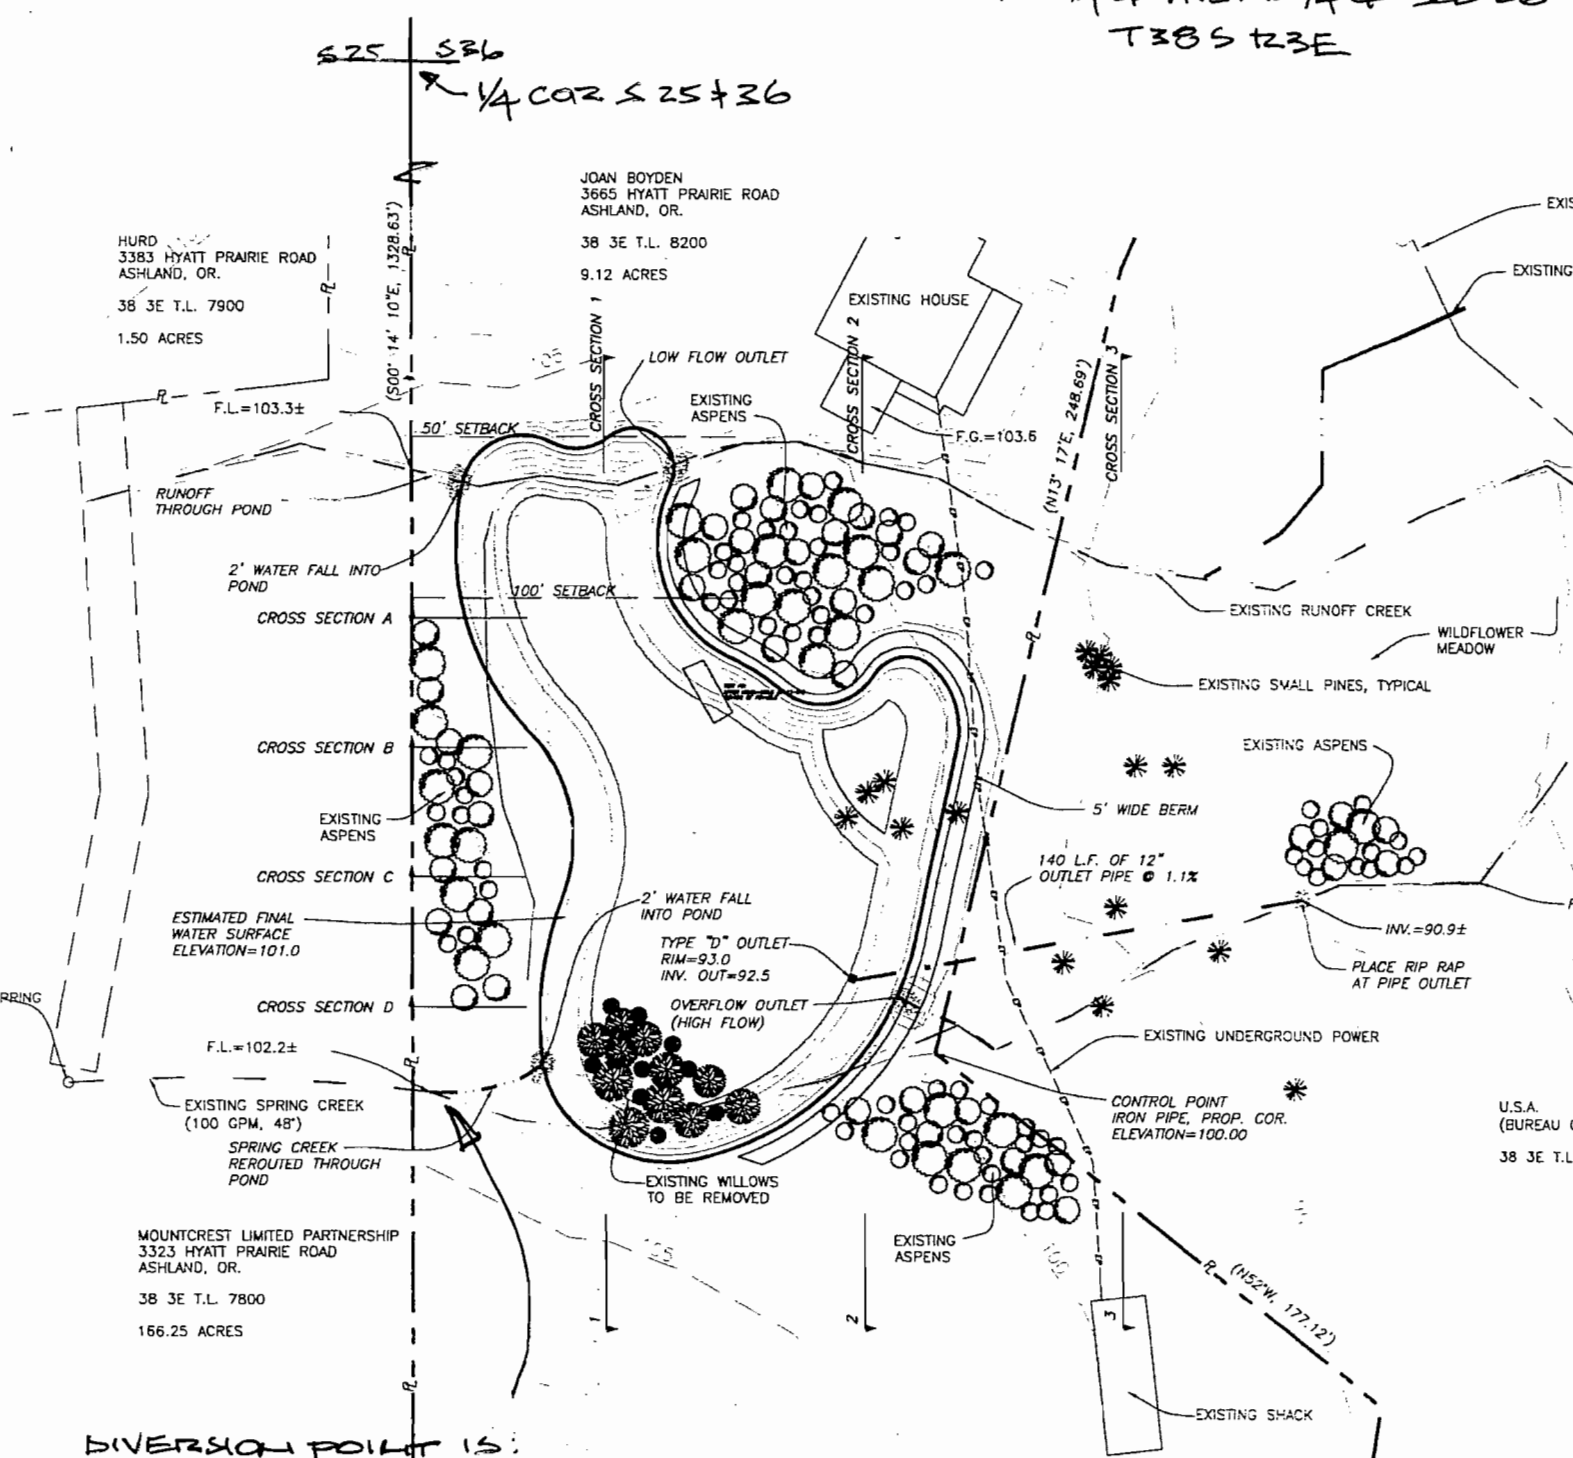 T38S R3E
S25 S36
1/4 COR S 25 & 36
JOAN BOYDEN
3665 HYATT PRAIRIE ROAD
ASHLAND, OR.
38 3E T.L. 8200
9.12 ACRES
HURD
3383 HYATT PRAIRIE ROAD
ASHLAND, OR.
38 3E T.L. 7900
1.50 ACRES
(S00° 14' 10"E, 1328.63')
EXISTING HOUSE
EXISTING
CROSS SECTION 1
CROSS SECTION 2
CROSS SECTION 3
(N13° 17'E, 248.69')
LOW FLOW OUTLET
105
EXISTING
ASPENS
F.L.=103.3±
50' SETBACK
F.G.=103.6
RUNOFF
THROUGH POND
2' WATER FALL INTO
POND
100' SETBACK
CROSS SECTION A
EXISTING RUNOFF CREEK
WILDFLOWER
MEADOW
EXISTING SMALL PINES, TYPICAL
CROSS SECTION B
EXISTING ASPENS
EXISTING
ASPENS
5' WIDE BERM
140 L.F. OF 12"
OUTLET PIPE @ 1.1%
CROSS SECTION C
2' WATER FALL
INTO POND
ESTIMATED FINAL
WATER SURFACE
ELEVATION=101.0
TYPE "D" OUTLET
RIM=93.0
INV. OUT=92.5
INV.=90.9±
PLACE RIP RAP
AT PIPE OUTLET
CROSS SECTION D
OVERFLOW OUTLET
(HIGH FLOW)
EXISTING UNDERGROUND POWER
F.L.=102.2±
EXISTING SPRING CREEK
(100 GPM, 48°)
SPRING CREEK
REROUTED THROUGH
POND
CONTROL POINT
IRON PIPE, PROP. COR.
ELEVATION=100.00
U.S.A.
(BUREAU
38 3E T.L
EXISTING WILLOWS
TO BE REMOVED
MOUNTCREST LIMITED PARTNERSHIP
3323 HYATT PRAIRIE ROAD
ASHLAND, OR.
38 3E T.L. 7800
166.25 ACRES
EXISTING
ASPENS
105
100
(N52°W, 177.12')
1
2
3
EXISTING SHACK
DIVERSION POINT IS: